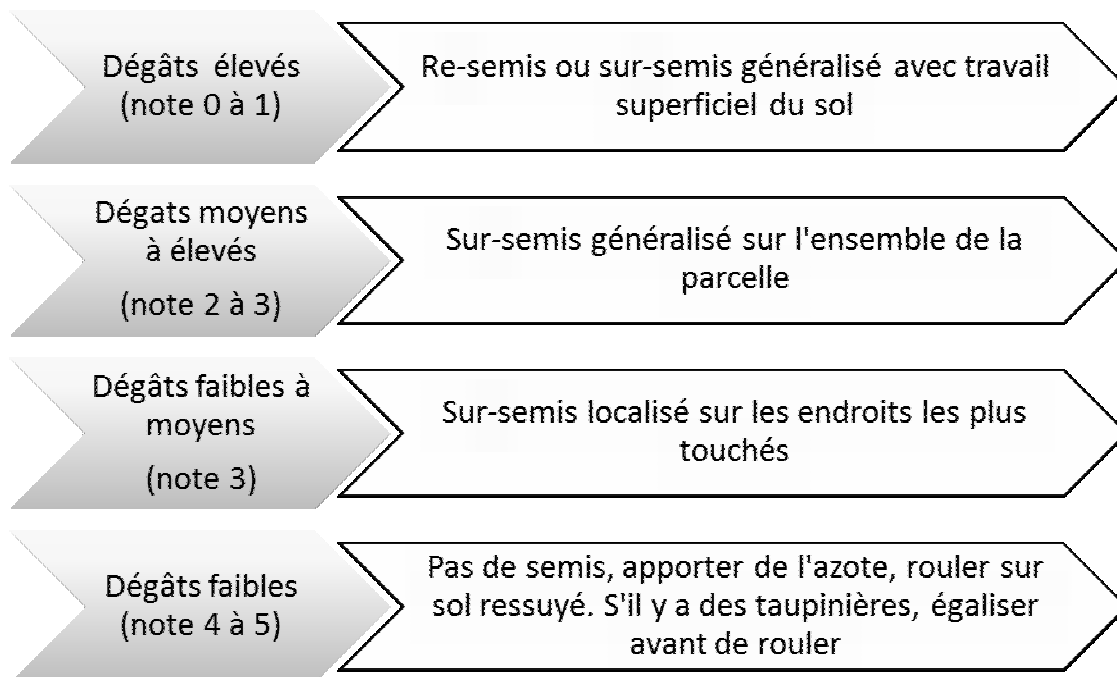 Dégâts élevés
(note 0 à 1)
Re-semis ou sur-semis généralisé avec travail
superficiel du sol
Dégats moyens
à élevés
(note 2 à 3)
Sur-semis généralisé sur l'ensemble de la
parcelle
Dégâts faibles à
moyens
(note 3)
Sur-semis localisé sur les endroits les plus
touchés
Dégâts faibles
(note 4 à 5)
Pas de semis, apporter de l'azote, rouler sur
sol ressuyé. S'il y a des taupinières, égaliser
avant de rouler